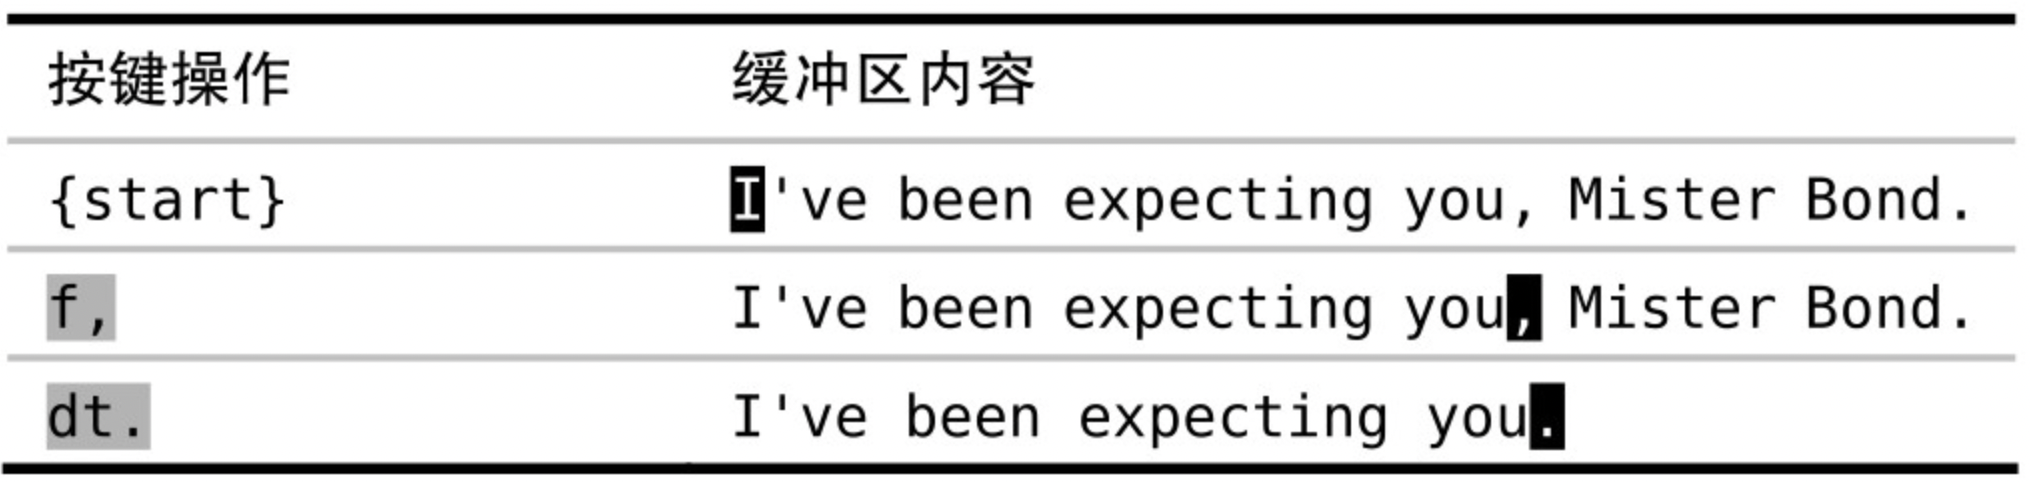 按键操作 缓冲区内容
{start} I've been expecting you, Mister Bond.
f, I've been expecting you, Mister Bond.
dt. I've been expecting you.